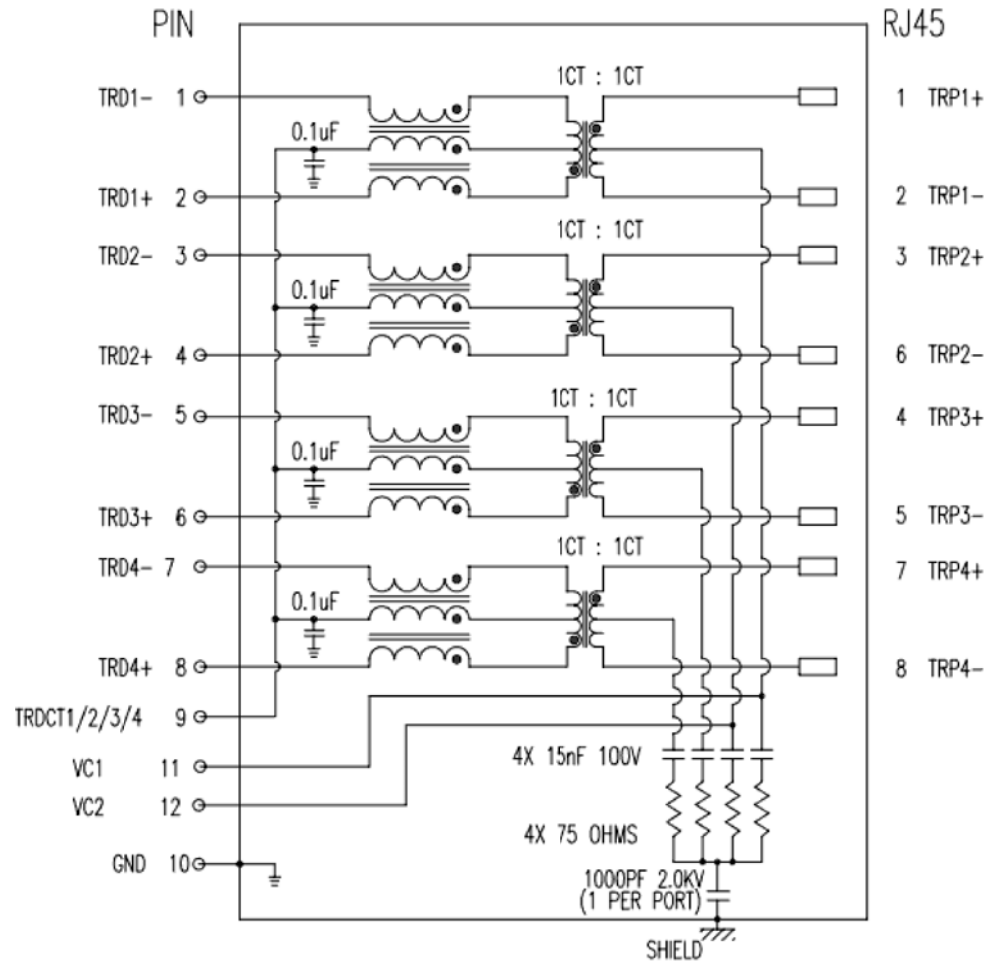 PIN RJ45
1CT : 1CT
TRD1- 1 1 TRP1+
0.1uF
TRD1+ 2 2 TRP1-
1CT : 1CT
TRD2- 3 3 TRP2+
0.1uF
TRD2+ 4 6 TRP2-
1CT : 1CT
TRD3- 5 4 TRP3+
0.1uF
TRD3+ 6 5 TRP3-
1CT : 1CT
TRD4- 7 7 TRP4+
0.1uF
TRD4+ 8 8 TRP4-
TRDCT1/2/3/4 9
VC1 11 4X 15nF 100V
VC2 12
4X 75 OHMS
GND 10
1000PF 2.0KV
(1 PER PORT)
SHIELD